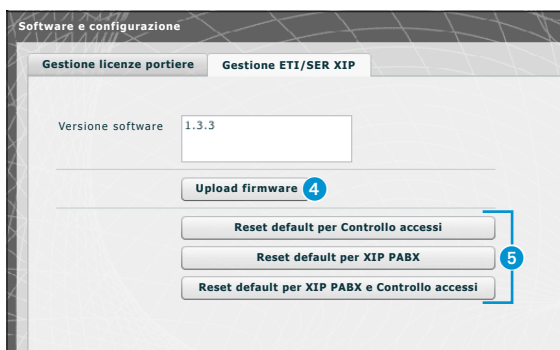 Software e configurazione
Gestione licenze portiere
Gestione ETI/SER XIP
Versione software
1.3.3
Upload firmware
4
Reset default per Controllo accessi
Reset default per XIP PABX
5
Reset default per XIP PABX e Controllo accessi